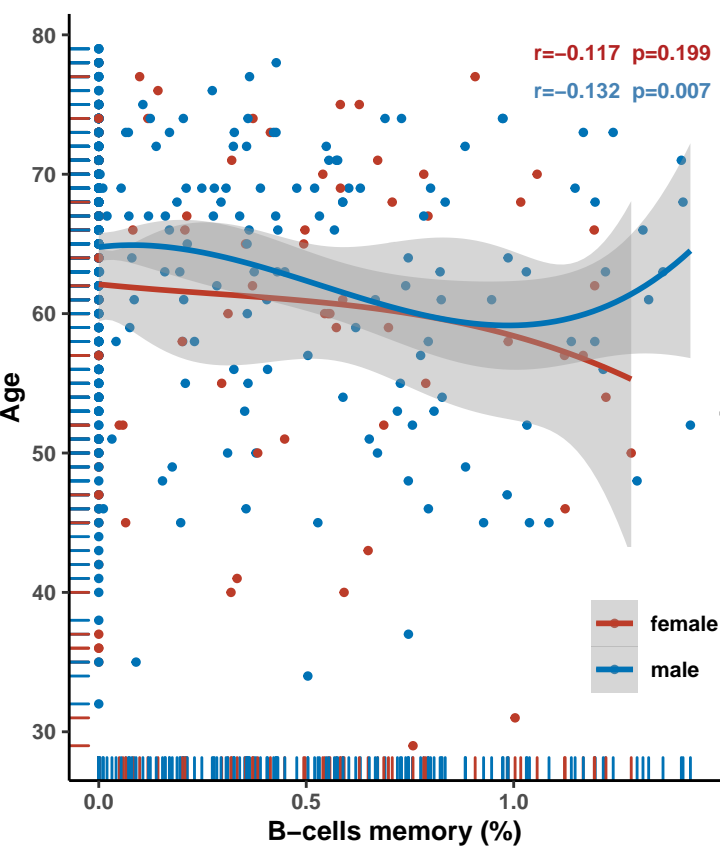 80
70
60
50
40
30
Age
r=−0.117 p=0.199
r=−0.132 p=0.007
female
male
0.0 0.5 1.0
B−cells memory (%)